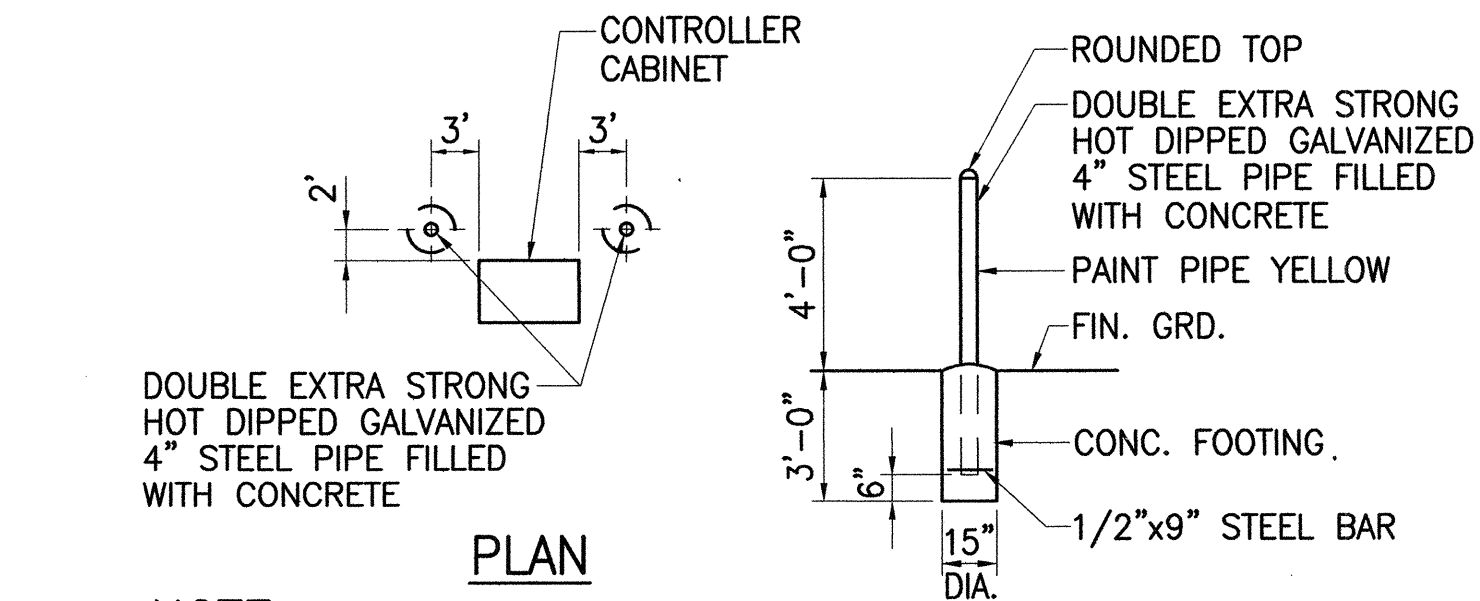 CONTROLLER
CABINET
3'
3'
2'
DOUBLE EXTRA STRONG
HOT DIPPED GALVANIZED
4" STEEL PIPE FILLED
WITH CONCRETE
PLAN
ROUNDED TOP
DOUBLE EXTRA STRONG
HOT DIPPED GALVANIZED
4" STEEL PIPE FILLED
WITH CONCRETE
4'-0"
PAINT PIPE YELLOW
FIN. GRD.
3'-0"
CONC. FOOTING
6"
1/2"x9" STEEL BAR
15"
DIA.